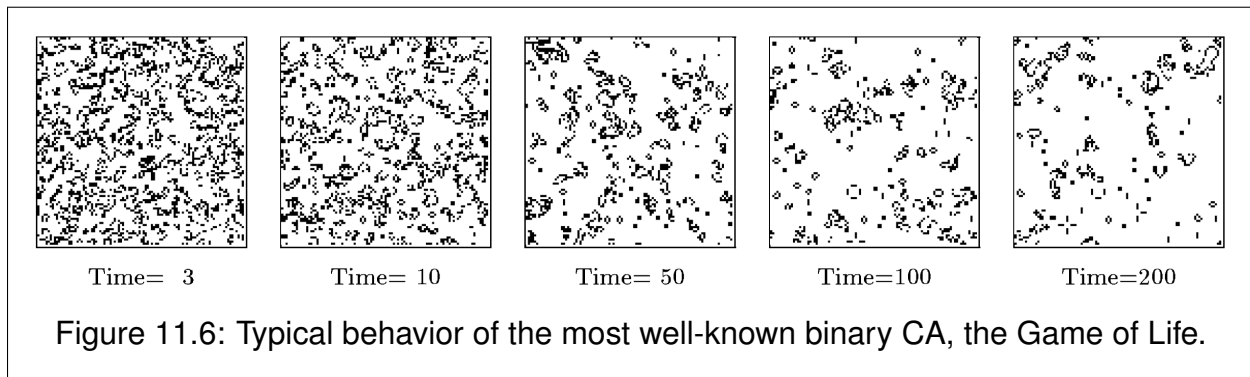 Time= 3 Time= 10 Time= 50 Time=100 Time=200
Figure 11.6: Typical behavior of the most well-known binary CA, the Game of Life.